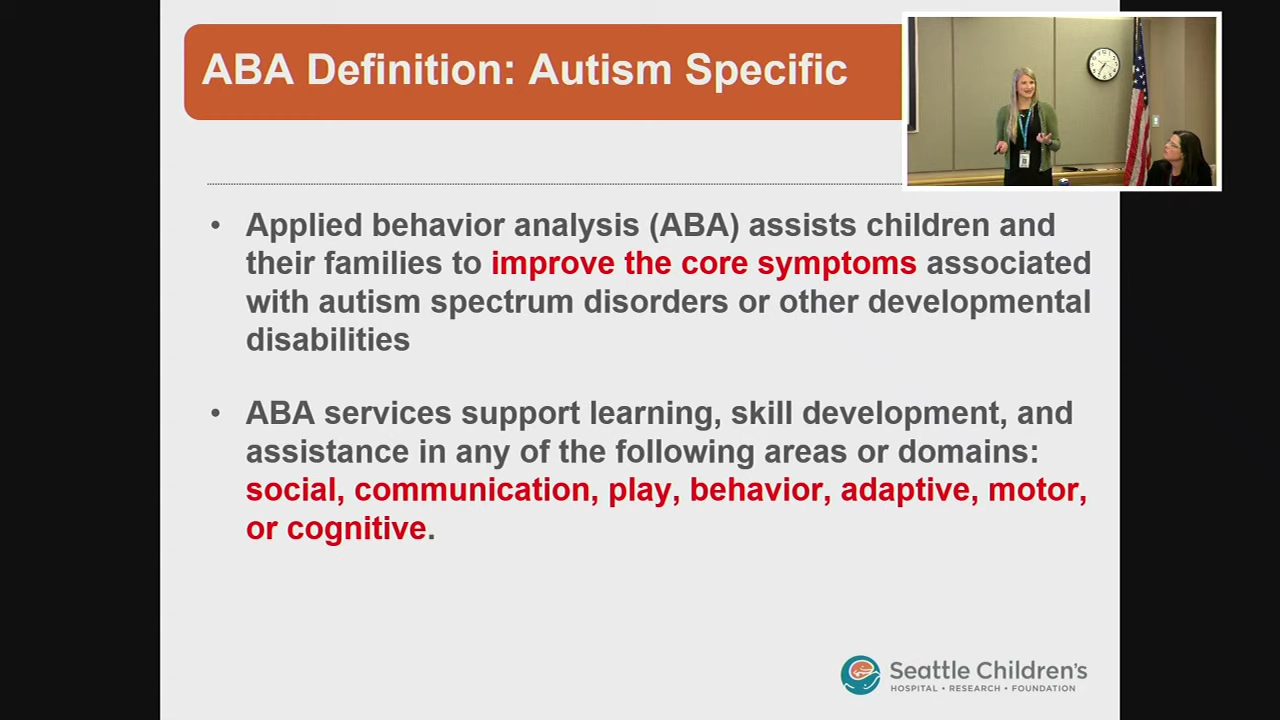 ABA Definition: Autism Specific
• Applied behavior analysis (ABA) assists children and
their families to improve the core symptoms associated
with autism spectrum disorders or other developmental
disabilities
• ABA services support learning, skill development, and
assistance in any of the following areas or domains:
social, communication, play, behavior, adaptive, motor,
or cognitive.
Seattle Children's
HOSPITAL • RESEARCH • FOUNDATION